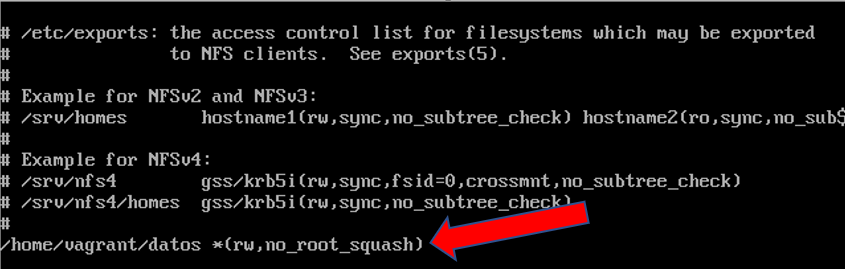 # /etc/exports: the access control list for filesystems which may be exported
#               to NFS clients.  See exports(5).
#
# Example for NFSv2 and NFSv3:
# /srv/homes       hostname1(rw,sync,no_subtree_check) hostname2(ro,sync,no_sub$
#
# Example for NFSv4:
# /srv/nfs4        gss/krb5i(rw,sync,fsid=0,crossmnt,no_subtree_check)
# /srv/nfs4/homes  gss/krb5i(rw,sync,no_subtree_check)
#
/home/vagrant/datos *(rw,no_root_squash)